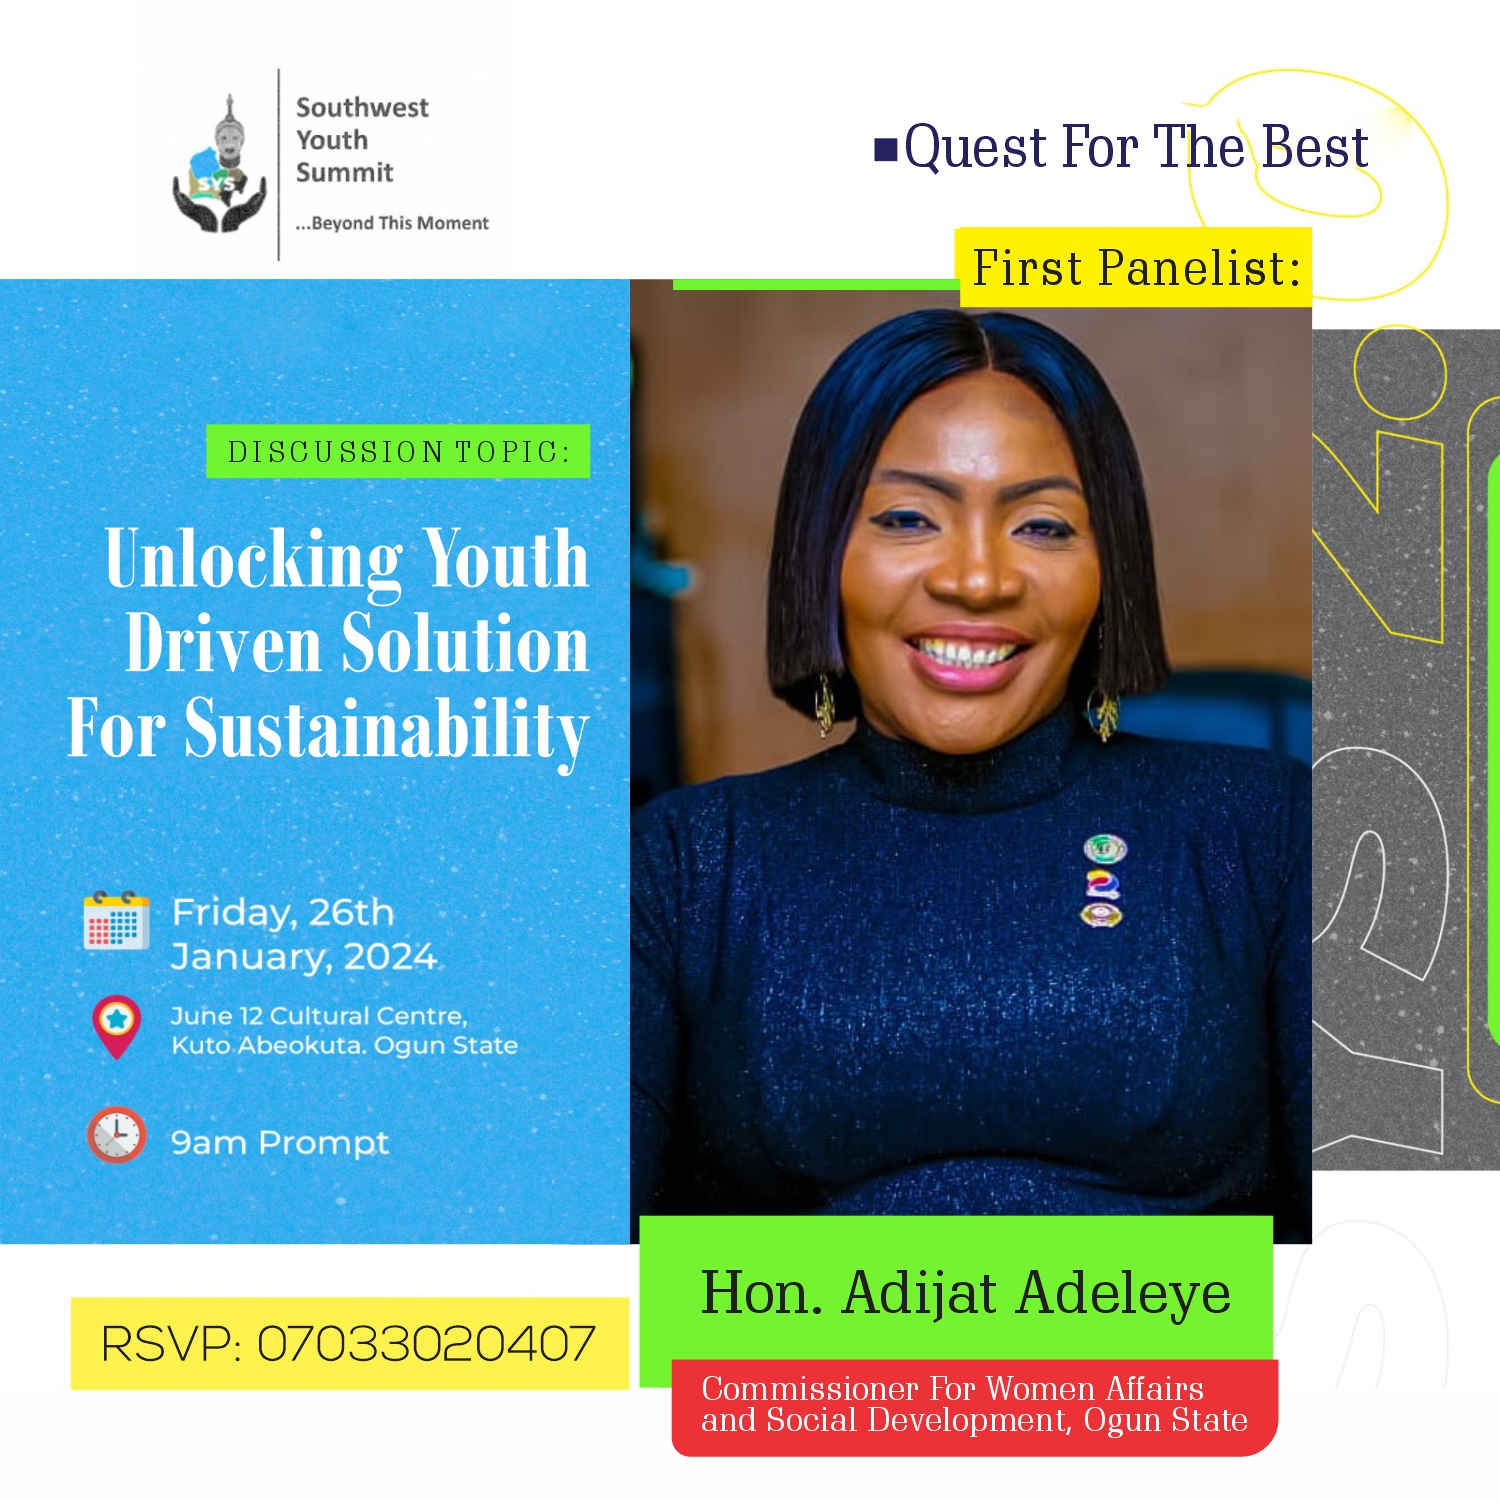 Southwest
Youth
Summit
...Beyond This Moment
SYS
Quest For The Best
First Panelist:
DISCUSSION TOPIC:
Unlocking Youth
Driven Solution
For Sustainability
Friday, 26th
January, 2024
June 12 Cultural Centre,
Kuto Abeokuta. Ogun State
9am Prompt
RSVP: 07033020407
Hon. Adijat Adeleye
Commissioner For Women Affairs
and Social Development, Ogun State